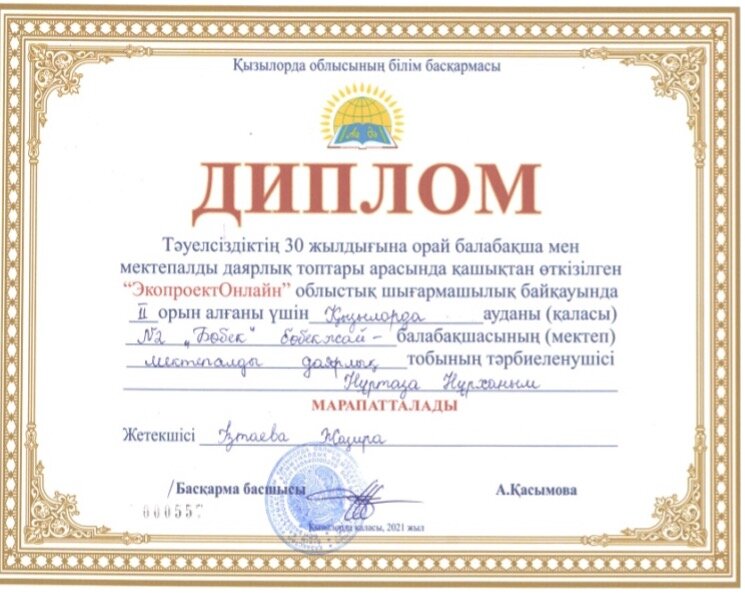 Қызылорда облысының білім басқармасы
ДИПЛОМ
Тәуелсіздіктің 30 жылдығына орай балабақша мен
мектепалды даярлық топтары арасында қашықтан өткізілген
“ЭкопроектОнлайн” облыстық шығармашылық байқауында
II орын алғаны үшін Қызылорда ауданы (қаласы)
№2 „Бөбек“ бөбекжай - балабақшасының (мектеп)
мектепалды даярлық тобының тәрбиеленушісі
Нұртаза Нұрханым
МАРАПАТТАЛАДЫ
Жетекшісі Ізтаева Жазира
/Басқарма басшысы А.Қасымова
000557
Қызылорда қаласы, 2021 жыл